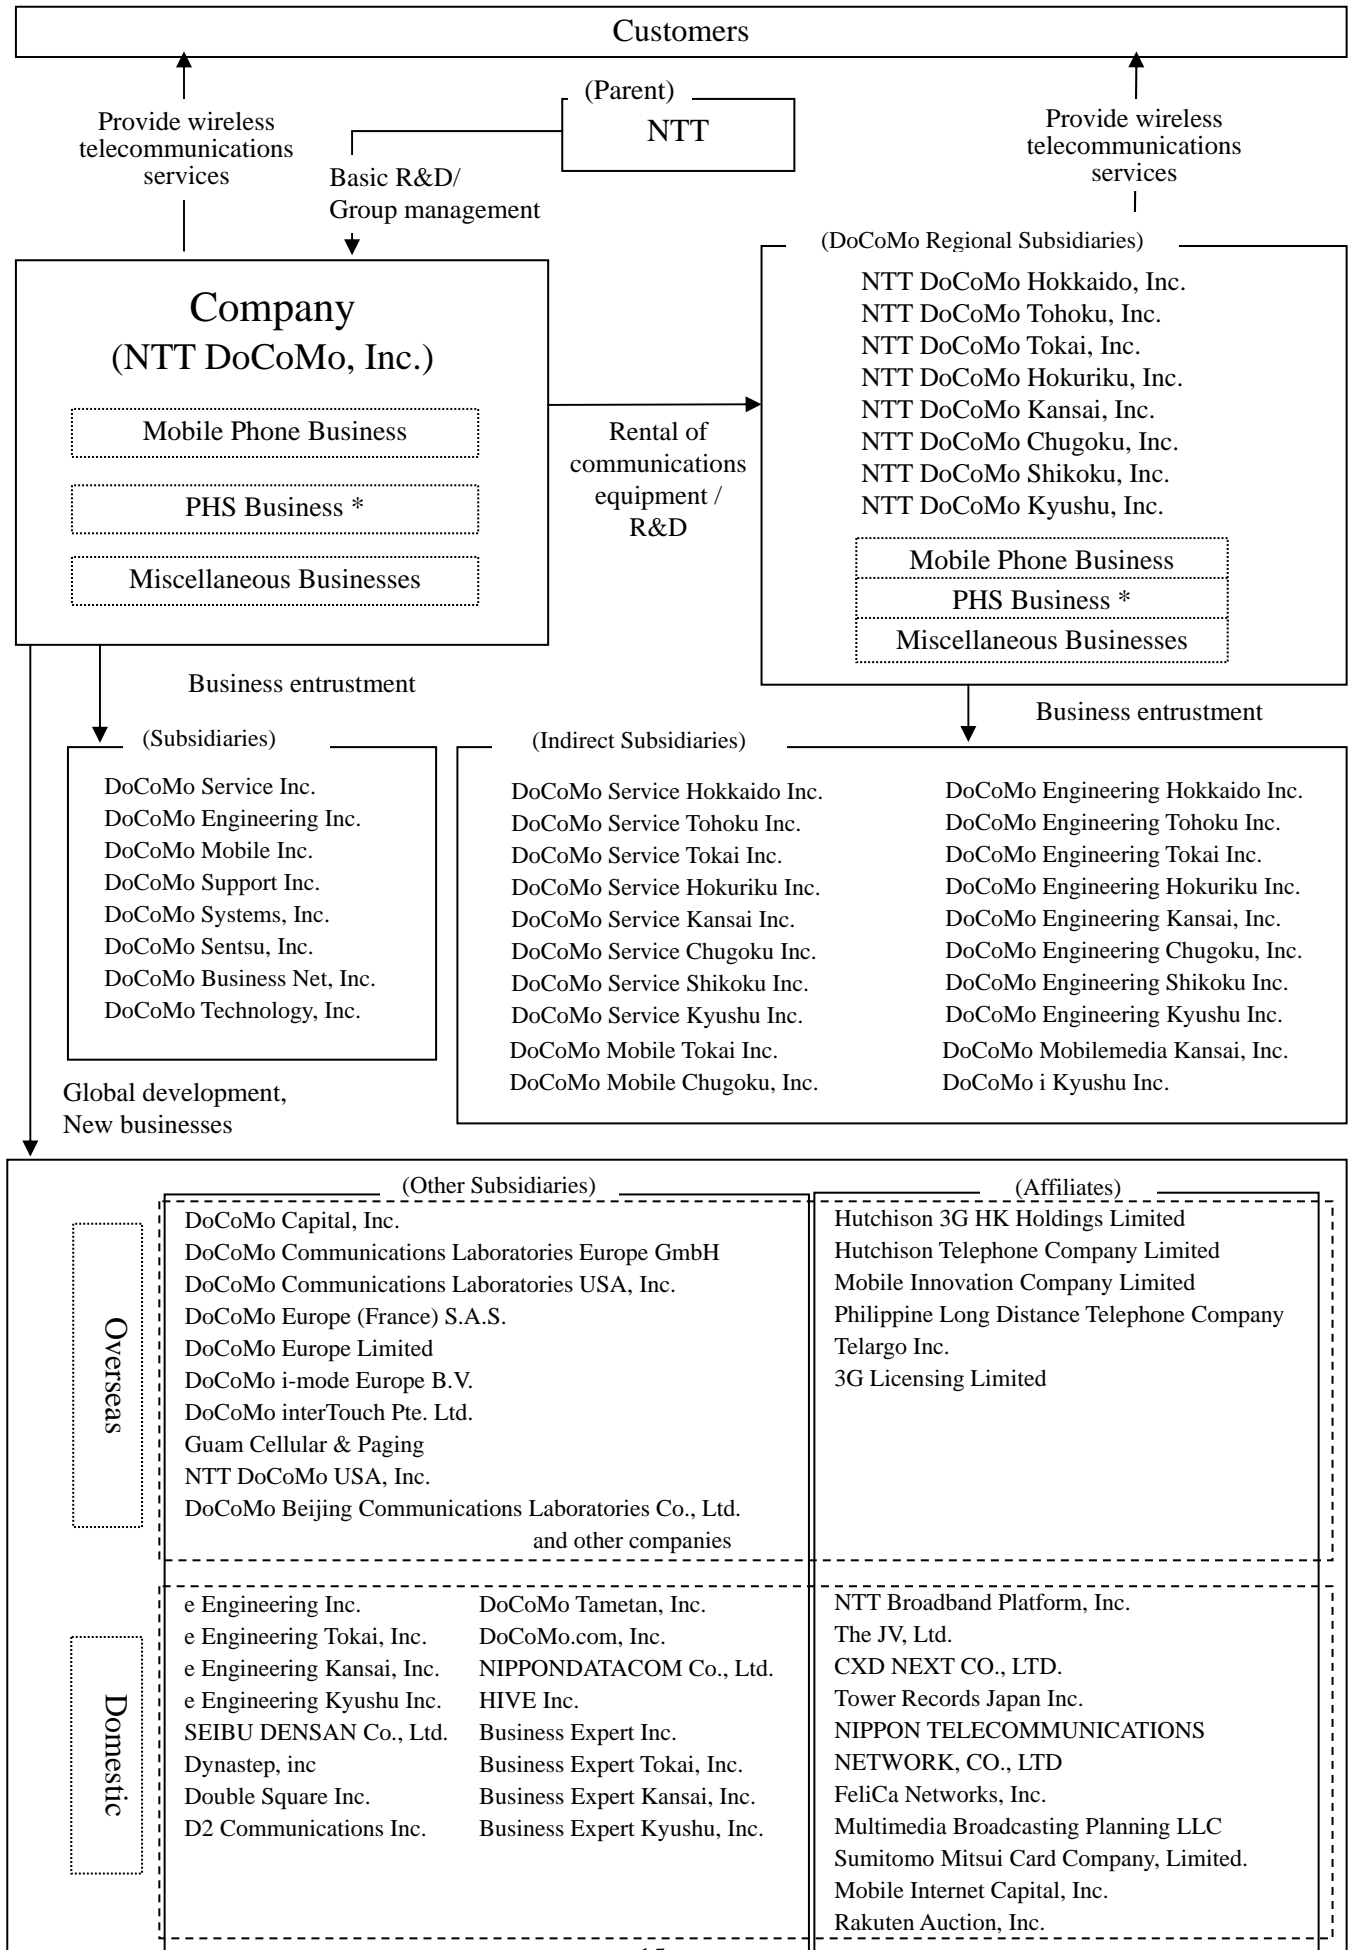 Customers
(Parent)
NTT
Provide wireless
telecommunications
services
Basic R&D/
Group management
Provide wireless
telecommunications
services
Company
(NTT DoCoMo, Inc.)
Mobile Phone Business
PHS Business *
Miscellaneous Businesses
Rental of
communications
equipment /
R&D
(DoCoMo Regional Subsidiaries)
NTT DoCoMo Hokkaido, Inc.
NTT DoCoMo Tohoku, Inc.
NTT DoCoMo Tokai, Inc.
NTT DoCoMo Hokuriku, Inc.
NTT DoCoMo Kansai, Inc.
NTT DoCoMo Chugoku, Inc.
NTT DoCoMo Shikoku, Inc.
NTT DoCoMo Kyushu, Inc.
Mobile Phone Business
PHS Business *
Miscellaneous Businesses
Business entrustment
Business entrustment
(Subsidiaries)
DoCoMo Service Inc.
DoCoMo Engineering Inc.
DoCoMo Mobile Inc.
DoCoMo Support Inc.
DoCoMo Systems, Inc.
DoCoMo Sentsu, Inc.
DoCoMo Business Net, Inc.
DoCoMo Technology, Inc.
(Indirect Subsidiaries)
DoCoMo Service Hokkaido Inc.
DoCoMo Service Tohoku Inc.
DoCoMo Service Tokai Inc.
DoCoMo Service Hokuriku Inc.
DoCoMo Service Kansai Inc.
DoCoMo Service Chugoku Inc.
DoCoMo Service Shikoku Inc.
DoCoMo Service Kyushu Inc.
DoCoMo Mobile Tokai Inc.
DoCoMo Mobile Chugoku, Inc.
DoCoMo Engineering Hokkaido Inc.
DoCoMo Engineering Tohoku Inc.
DoCoMo Engineering Tokai Inc.
DoCoMo Engineering Hokuriku Inc.
DoCoMo Engineering Kansai, Inc.
DoCoMo Engineering Chugoku, Inc.
DoCoMo Engineering Shikoku Inc.
DoCoMo Engineering Kyushu Inc.
DoCoMo Mobilemedia Kansai, Inc.
DoCoMo i Kyushu Inc.
Global development,
New businesses
(Other Subsidiaries)
(Affiliates)
Overseas
DoCoMo Capital, Inc.
DoCoMo Communications Laboratories Europe GmbH
DoCoMo Communications Laboratories USA, Inc.
DoCoMo Europe (France) S.A.S.
DoCoMo Europe Limited
DoCoMo i-mode Europe B.V.
DoCoMo interTouch Pte. Ltd.
Guam Cellular & Paging
NTT DoCoMo USA, Inc.
DoCoMo Beijing Communications Laboratories Co., Ltd.
and other companies
Hutchison 3G HK Holdings Limited
Hutchison Telephone Company Limited
Mobile Innovation Company Limited
Philippine Long Distance Telephone Company
Telargo Inc.
3G Licensing Limited
Domestic
e Engineering Inc.
e Engineering Tokai, Inc.
e Engineering Kansai, Inc.
e Engineering Kyushu Inc.
SEIBU DENSAN Co., Ltd.
Dynastep, inc
Double Square Inc.
D2 Communications Inc.
DoCoMo Tametan, Inc.
DoCoMo.com, Inc.
NIPPONDATACOM Co., Ltd.
HIVE Inc.
Business Expert Inc.
Business Expert Tokai, Inc.
Business Expert Kansai, Inc.
Business Expert Kyushu, Inc.
NTT Broadband Platform, Inc.
The JV, Ltd.
CXD NEXT CO., LTD.
Tower Records Japan Inc.
NIPPON TELECOMMUNICATIONS
NETWORK, CO., LTD
FeliCa Networks, Inc.
Multimedia Broadcasting Planning LLC
Sumitomo Mitsui Card Company, Limited.
Mobile Internet Capital, Inc.
Rakuten Auction, Inc.